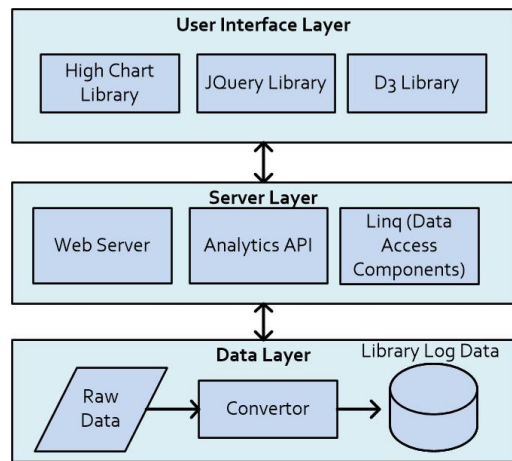 User Interface Layer
High Chart
Library
JQuery Library
D3 Library
Server Layer
Web Server
Analytics API
Linq (Data
Access
Components)
Data Layer
Library Log Data
Raw
Data
Convertor